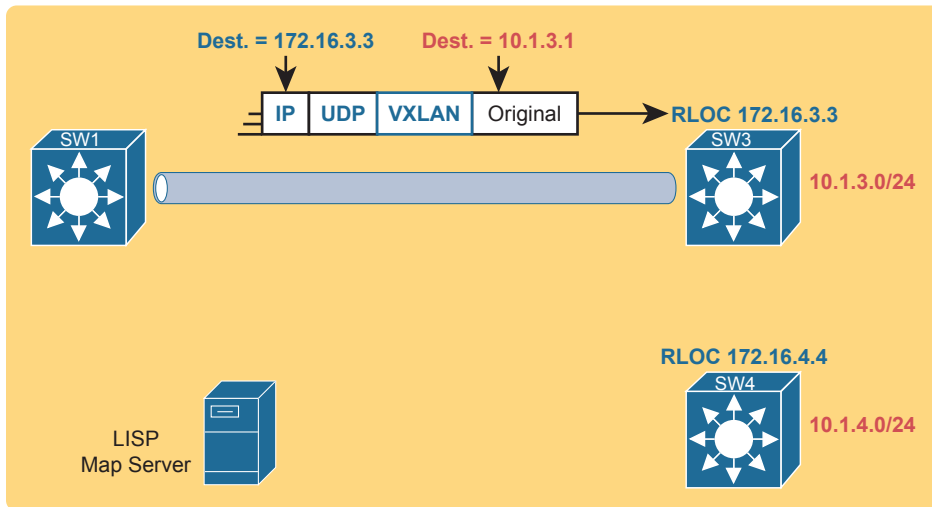 Dest. = 172.16.3.3 Dest. = 10.1.3.1
IP UDP VXLAN Original
RLOC 172.16.3.3
SW1
SW3
10.1.3.0/24
RLOC 172.16.4.4
SW4
10.1.4.0/24
LISP
Map Server